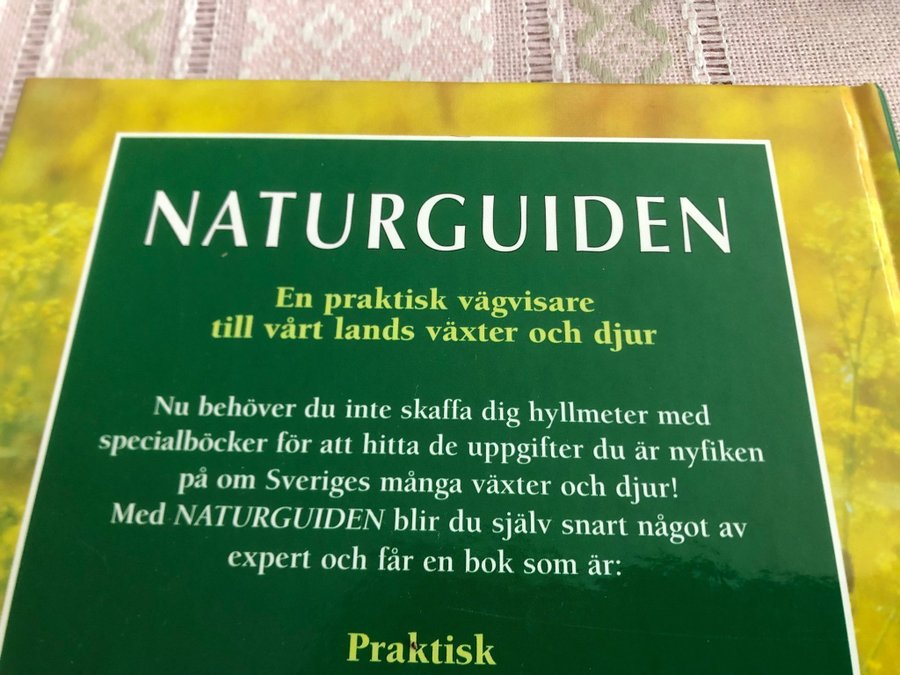 NATURGUIDEN
En praktisk vägvisare
till vårt lands växter och djur
Nu behöver du inte skaffa dig hyllmeter med
specialböcker för att hitta de uppgifter du är nyfiken
på om Sveriges många växter och djur!
Med NATURGUIDEN blir du själv snart något av
expert och får en bok som är:
Praktisk